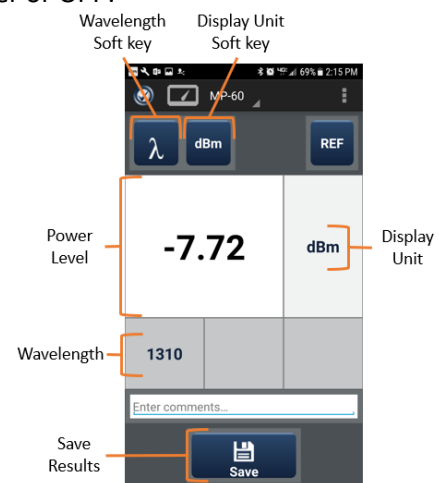 Wavelength
Soft key
Display Unit
Soft key
69% 2:15 PM
MP-60
λ
dBm
REF
Power
Level
-7.72
dBm
Display
Unit
Wavelength
1310
Enter comments...
Save
Results
Save